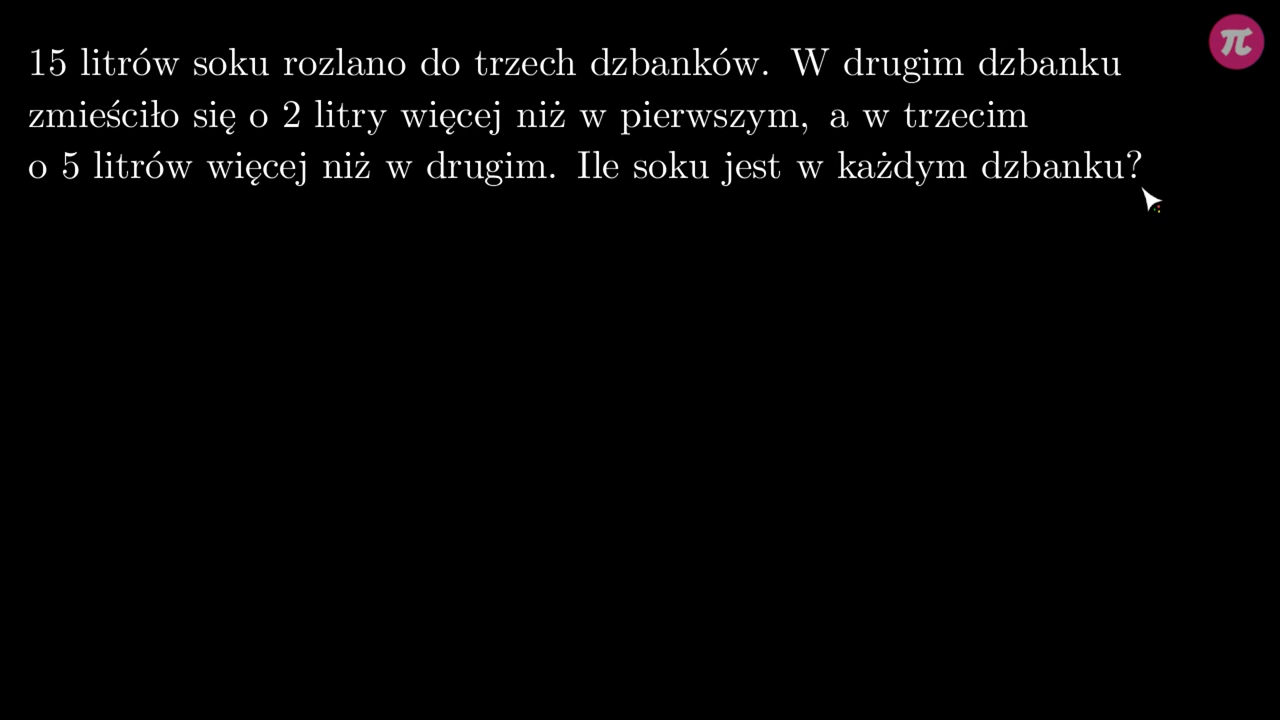 15 litrów soku rozlano do trzech dzbanków. W drugim dzbanku
zmieściło się o 2 litry więcej niż w pierwszym, a w trzecim
o 5 litrów więcej niż w drugim. Ile soku jest w każdym dzbanku?
π